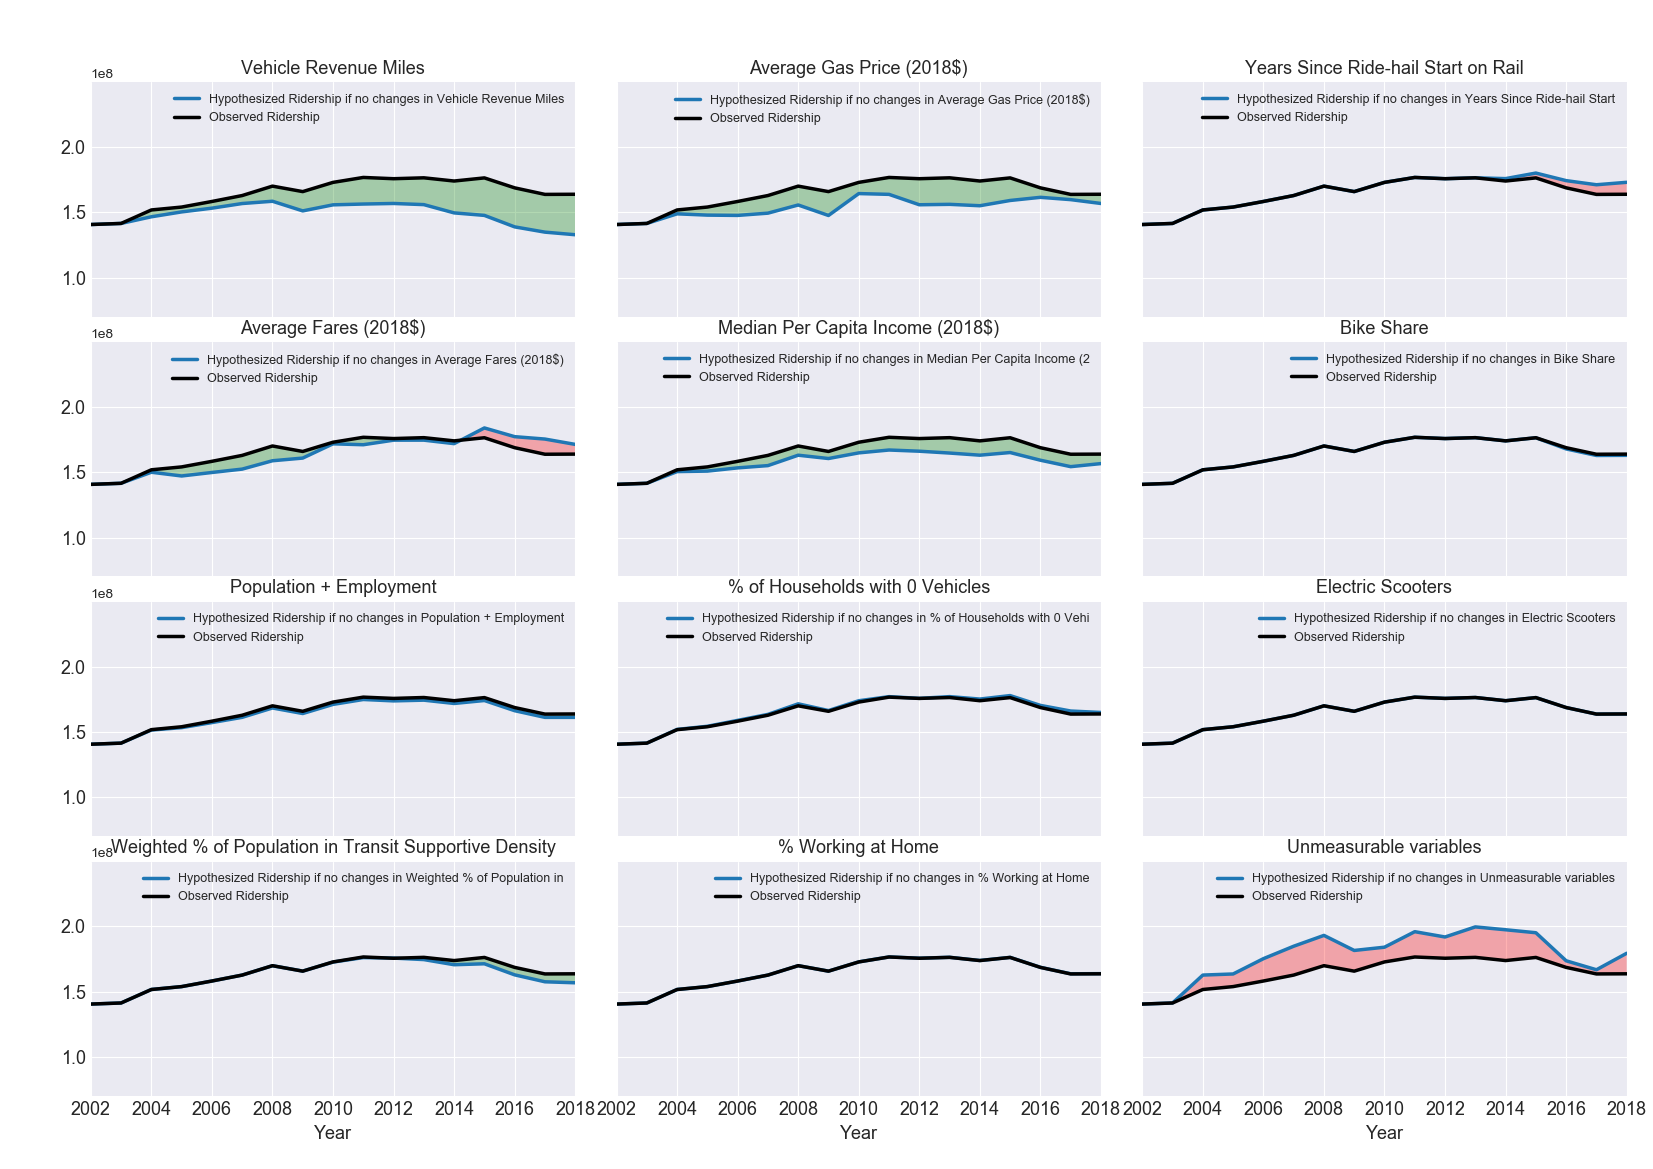 Vehicle Revenue Miles
Average Gas Price (2018$)
Years Since Ride-hail Start on Rail
1e8
Hypothesized Ridership if no changes in Vehicle Revenue Miles
Observed Ridership
Hypothesized Ridership if no changes in Average Gas Price (2018$)
Observed Ridership
Hypothesized Ridership if no changes in Years Since Ride-hail Start
Observed Ridership
2.0
1.5
1.0
Average Fares (2018$)
Median Per Capita Income (2018$)
Bike Share
1e8
Hypothesized Ridership if no changes in Average Fares (2018$)
Observed Ridership
Hypothesized Ridership if no changes in Median Per Capita Income (2
Observed Ridership
Hypothesized Ridership if no changes in Bike Share
Observed Ridership
2.0
1.5
1.0
Population + Employment
% of Households with 0 Vehicles
Electric Scooters
1e8
Hypothesized Ridership if no changes in Population + Employment
Observed Ridership
Hypothesized Ridership if no changes in % of Households with 0 Vehi
Observed Ridership
Hypothesized Ridership if no changes in Electric Scooters
Observed Ridership
2.0
1.5
1.0
Weighted % of Population in Transit Supportive Density
% Working at Home
Unmeasurable variables
1e8
Hypothesized Ridership if no changes in Weighted % of Population in
Observed Ridership
Hypothesized Ridership if no changes in % Working at Home
Observed Ridership
Hypothesized Ridership if no changes in Unmeasurable variables
Observed Ridership
2.0
1.5
1.0
2002 2004 2006 2008 2010 2012 2014 2016 2018
2002 2004 2006 2008 2010 2012 2014 2016 2018
2002 2004 2006 2008 2010 2012 2014 2016 2018
Year
Year
Year